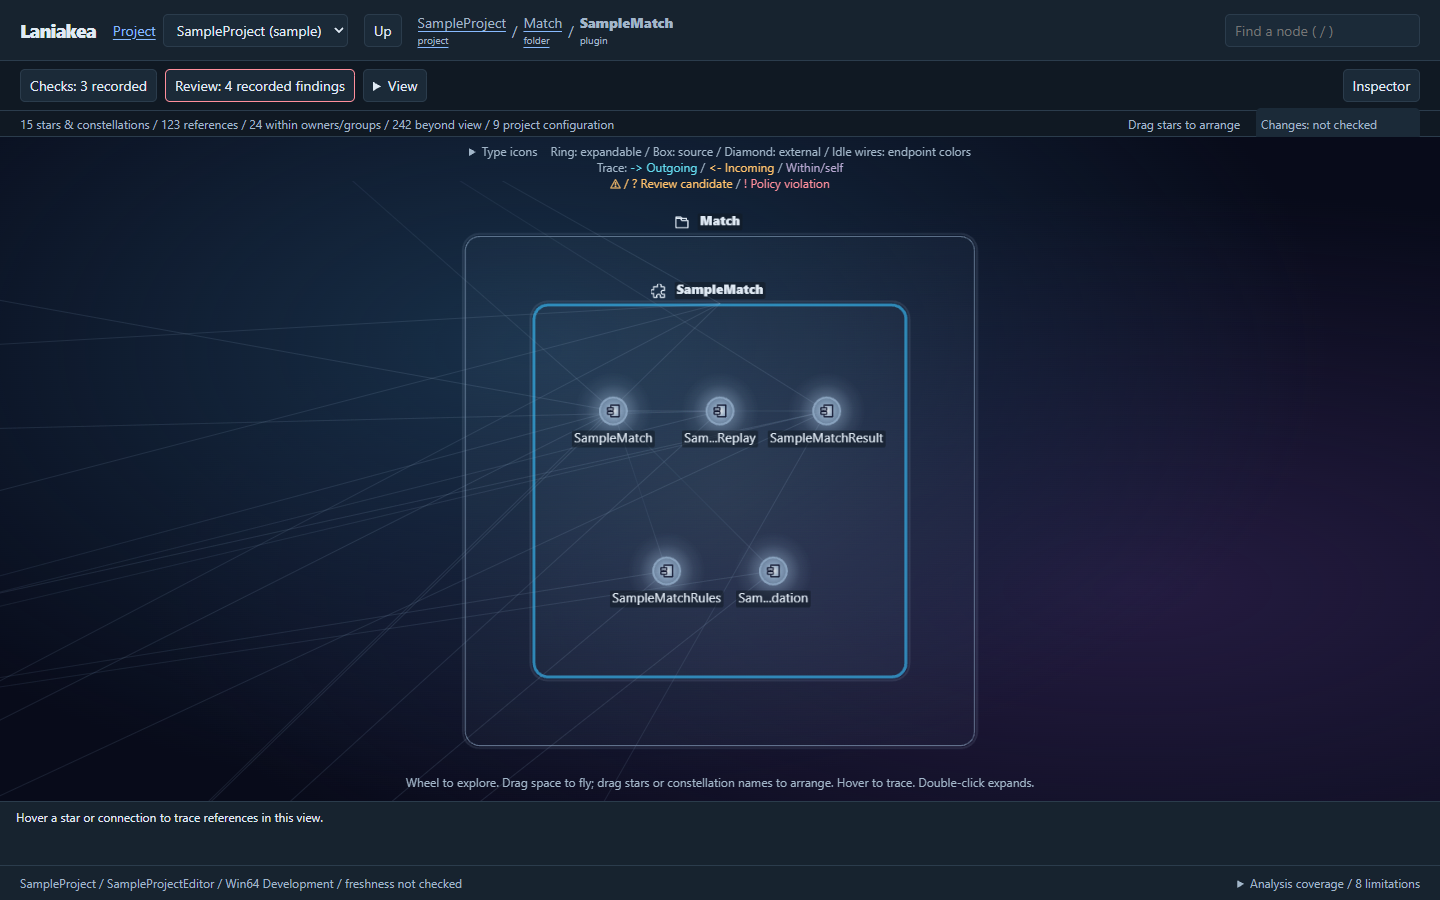 Laniakea
Project
SampleProject (sample)
Up
SampleProject / Match / SampleMatch
project folder plugin
Find a node ( / )
Checks: 3 recorded
Review: 4 recorded findings
▶ View
Inspector
15 stars & constellations / 123 references / 24 within owners/groups / 242 beyond view / 9 project configuration
Drag stars to arrange
Changes: not checked
▶ Type icons Ring: expandable / Box: source / Diamond: external / Idle wires: endpoint colors
Trace: -> Outgoing / <- Incoming / Within/self
⚠ / ? Review candidate / ! Policy violation
Match
SampleMatch
SampleMatch
Sam...Replay
SampleMatchResult
SampleMatchRules
Sam...dation
Wheel to explore. Drag space to fly; drag stars or constellation names to arrange. Hover to trace. Double-click expands.
Hover a star or connection to trace references in this view.
SampleProject / SampleProjectEditor / Win64 Development / freshness not checked
▶ Analysis coverage / 8 limitations